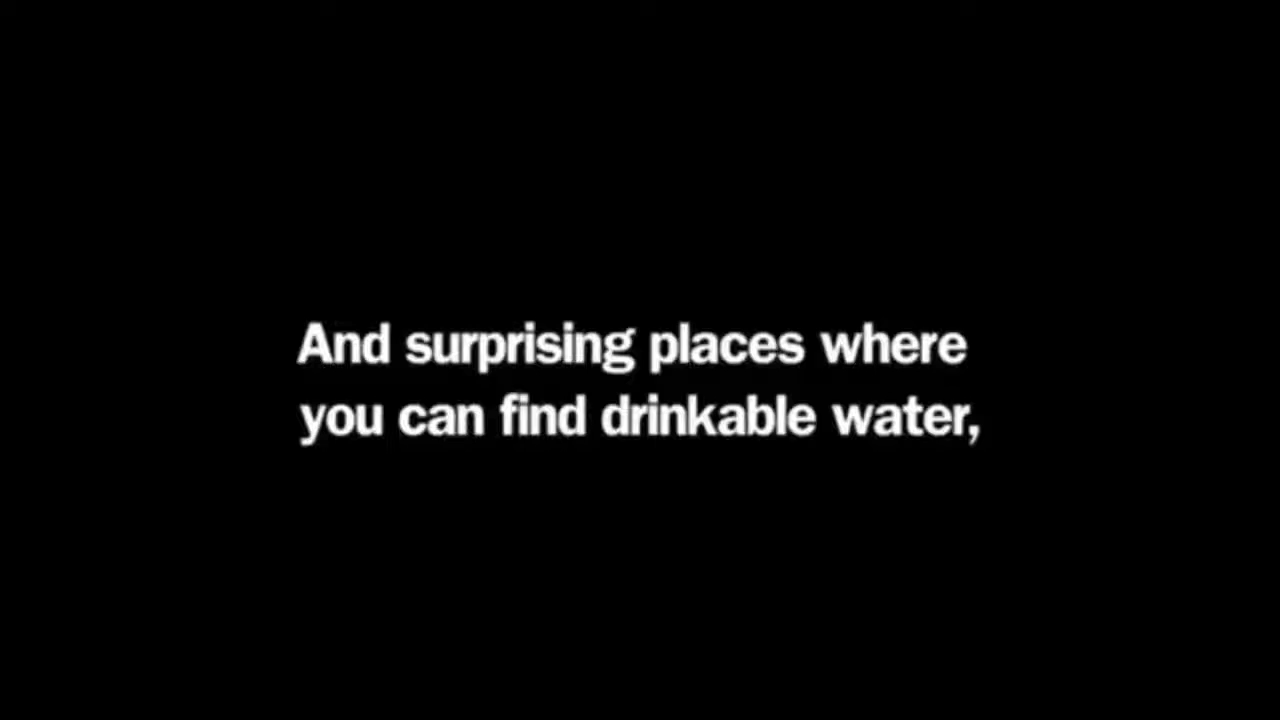 And surprising places where
you can find drinkable water,